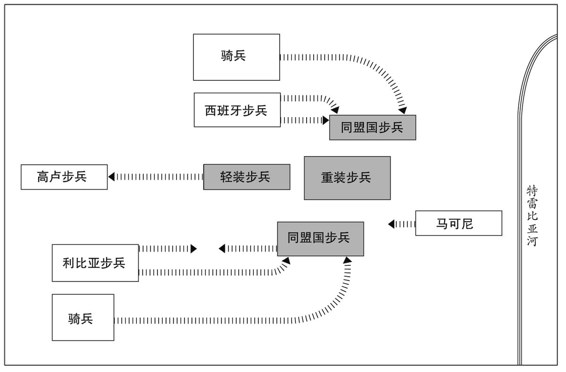 骑兵
西班牙步兵
同盟国步兵
高卢步兵
轻装步兵
重装步兵
马可尼
同盟国步兵
利比亚步兵
骑兵
特雷比亚河